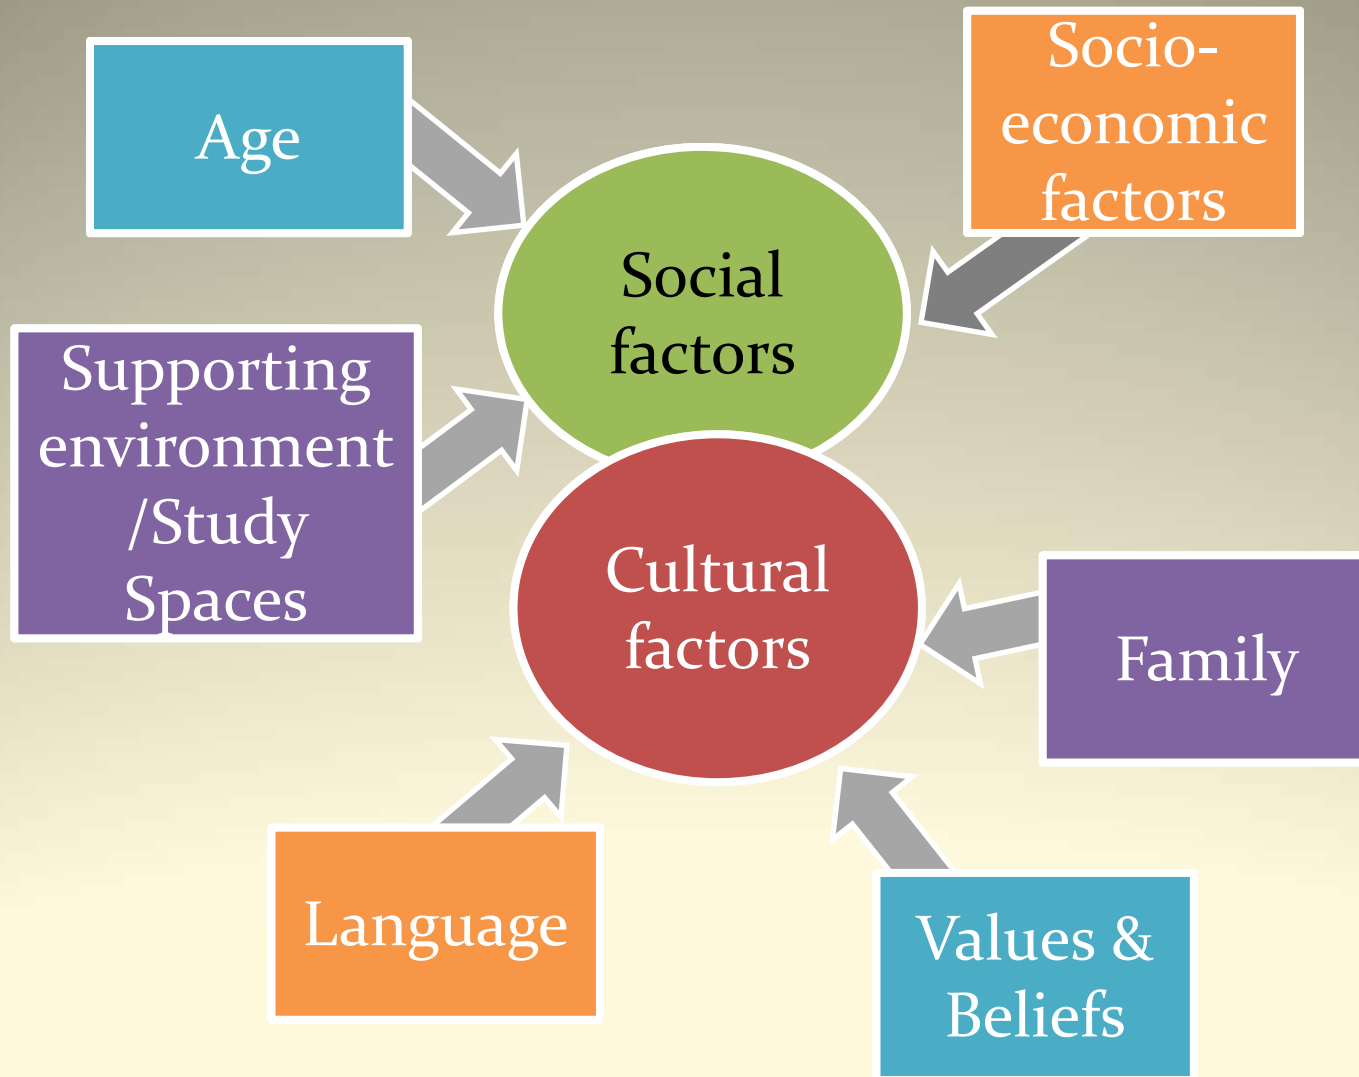 Age
Socio-
economic
factors
Social
factors
Supporting
environment
/Study
Spaces
Cultural
factors
Family
Language
Values &
Beliefs